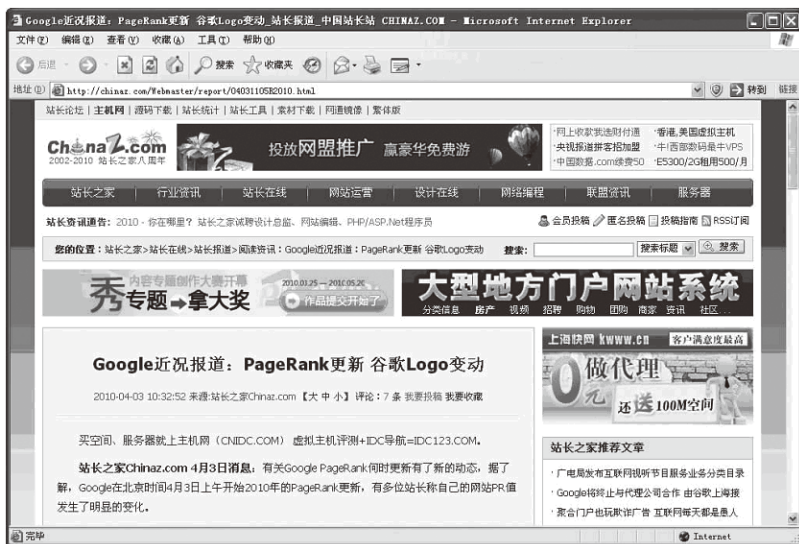 Google近况报道: PageRank更新 谷歌Logo变动_站长报道_中国站长站 CHINAZ.COM - Microsoft Internet Explorer
文件(F) 编辑(E) 查看(V) 收藏(A) 工具(T) 帮助(H)
后退 搜索 收藏夹
地址(D) http://chinaz.com/Webmaster/report/04031105R2010.html 转到 链接
站长论坛 | 主机网 | 源码下载 | 站长统计 | 站长工具 | 素材下载 | 网通镜像 | 繁体版
ChinaZ.com
2002-2010 站长之家八周年
投放网盟推广 赢豪华免费游
·网上收款我选财付通 ·香港,美国虚拟主机
·央视报道拼客招加盟 ·牛!西部数码最牛VPS
·中国数据.com续费50 ·E5300/2G租用500/月
站长之家 行业资讯 站长在线 网站运营 设计在线 网络编程 联盟资讯 服务器
站长资讯通告: 2010 - 你在哪里? 站长之家诚聘设计总监、网站编辑、PHP/ASP.Net程序员
会员投稿 匿名投稿 投稿指南 RSS订阅
您的位置: 站长之家>站长在线>站长报道>阅读资讯: Google近况报道: PageRank更新 谷歌Logo变动 搜索: 搜索标题 搜索
内容专题创作大赛开幕
秀专题 拿大奖
2010.01.25 — 2010.05.20
作品提交开始了
大型地方门户网站系统
分类信息 房产 视频 招聘 购物 团购 商家 资讯 社区...
Google近况报道: PageRank更新 谷歌Logo变动
2010-04-03 10:32:52 来源:站长之家Chinaz.com 【大 中 小】 评论: 7 条 我要投稿 我要收藏
买空间、服务器就上主机网（CNIDC.COM） 虚拟主机评测+IDC导航=IDC123.COM。
站长之家Chinaz.com 4月3日消息: 有关Google PageRank何时更新有了新的动态, 据了
解, Google在北京时间4月3日上午开始2010年的PageRank更新, 有多位站长称自己的网站PR值
发生了明显的变化。
上海快网 kwww.cn 客户满意度最高
0元 做代理
还送100M空间
站长之家推荐文章
· 广电局发布互联网视听节目服务业务分类目录
· Google将终止与代理公司合作 由谷歌上海接
· 聚合门户也玩欺诈广告 互联网每天都是愚人
完毕 Internet